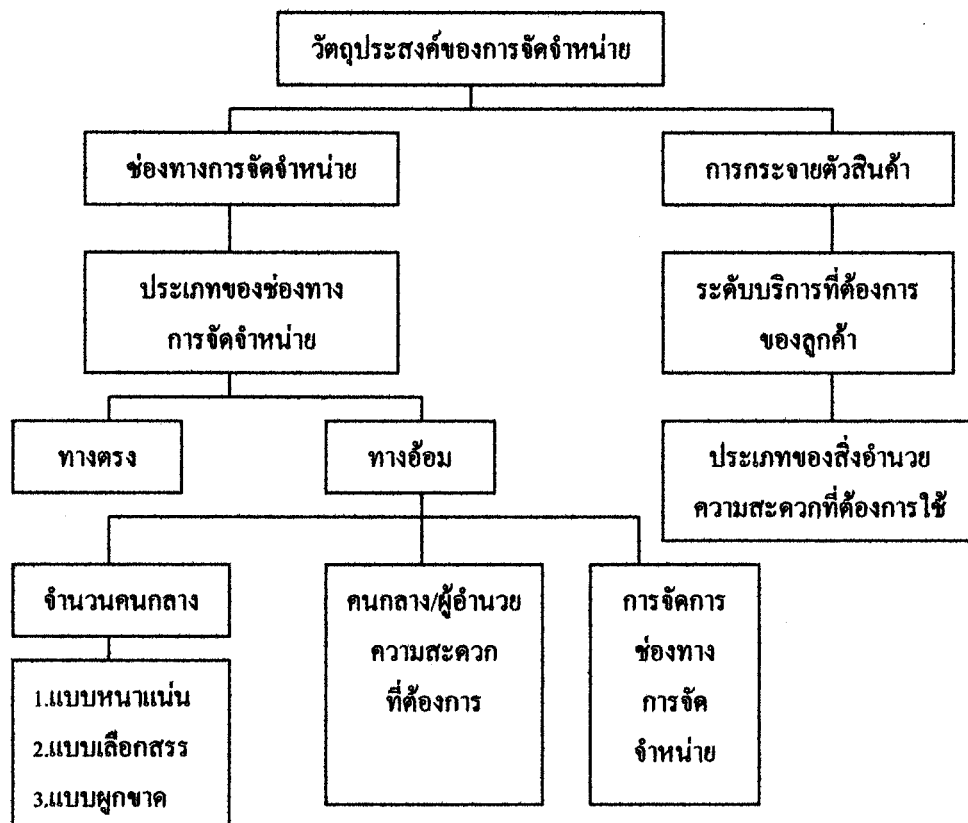 วัตถุประสงค์ของการจัดจำหน่าย
ช่องทางการจัดจำหน่าย
การกระจายตัวสินค้า
ประเภทของช่องทาง
การจัดจำหน่าย
ระดับบริการที่ต้องการ
ของลูกค้า
ทางตรง
ทางอ้อม
ประเภทของสิ่งอำนวย
ความสะดวกที่ต้องการใช้
จำนวนคนกลาง
คนกลาง/ผู้อำนวย
ความสะดวก
ที่ต้องการ
การจัดการ
ช่องทาง
การจัด
จำหน่าย
1.แบบหนาแน่น
2.แบบเลือกสรร
3.แบบผูกขาด